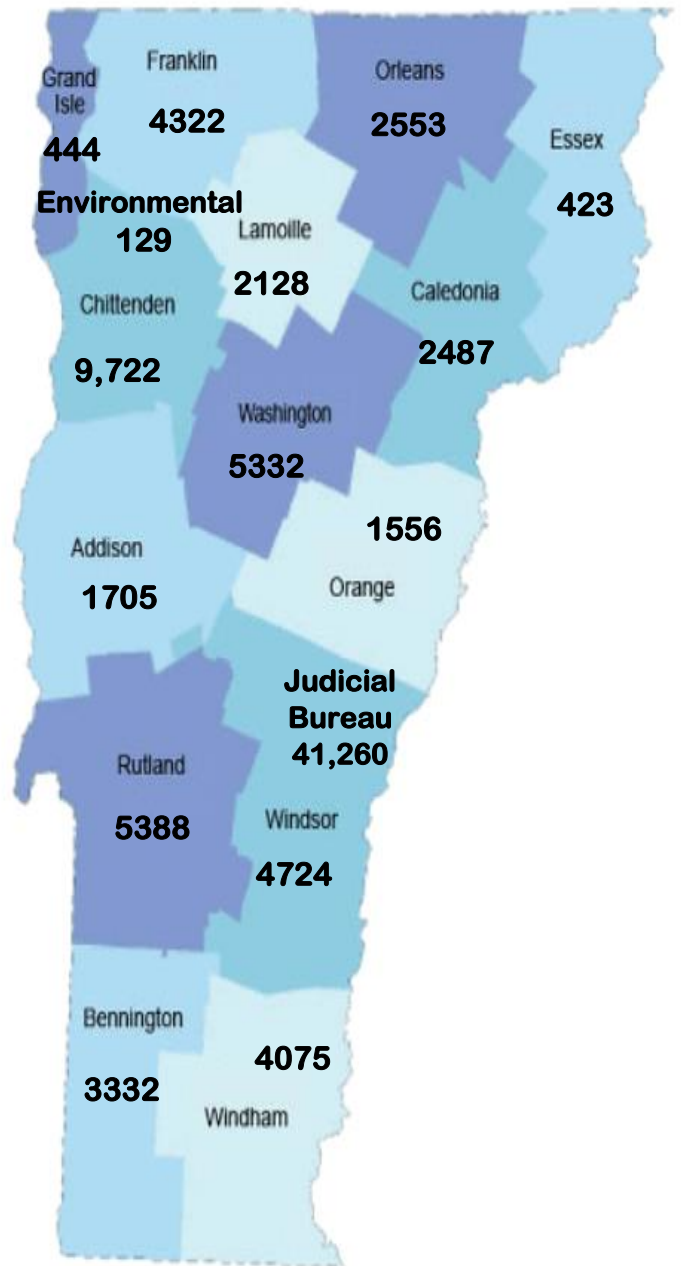 Franklin
4322
Orleans
2553
Grand
Isle
444
Essex
423
Environmental
129
Lamoille
2128
Chittenden
9,722
Caledonia
2487
Washington
5332
1556
Orange
Addison
1705
Judicial
Bureau
41,260
Rutland
5388
Windsor
4724
Bennington
3332
4075
Windham